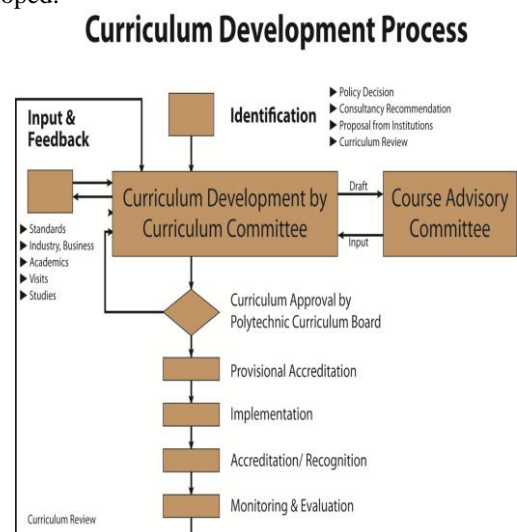 oped.
Curriculum Development Process
Input &
Feedback
Identification
▶ Policy Decision
▶ Consultancy Recommendation
▶ Proposal from Institutions
▶ Curriculum Review
▶ Standards
▶ Industry, Business
▶ Academics
▶ Visits
▶ Studies
Curriculum Development by
Curriculum Committee
Draft
Input
Course Advisory
Committee
Curriculum Approval by
Polytechnic Curriculum Board
Provisional Accreditation
Implementation
Accreditation/ Recognition
Monitoring & Evaluation
Curriculum Review